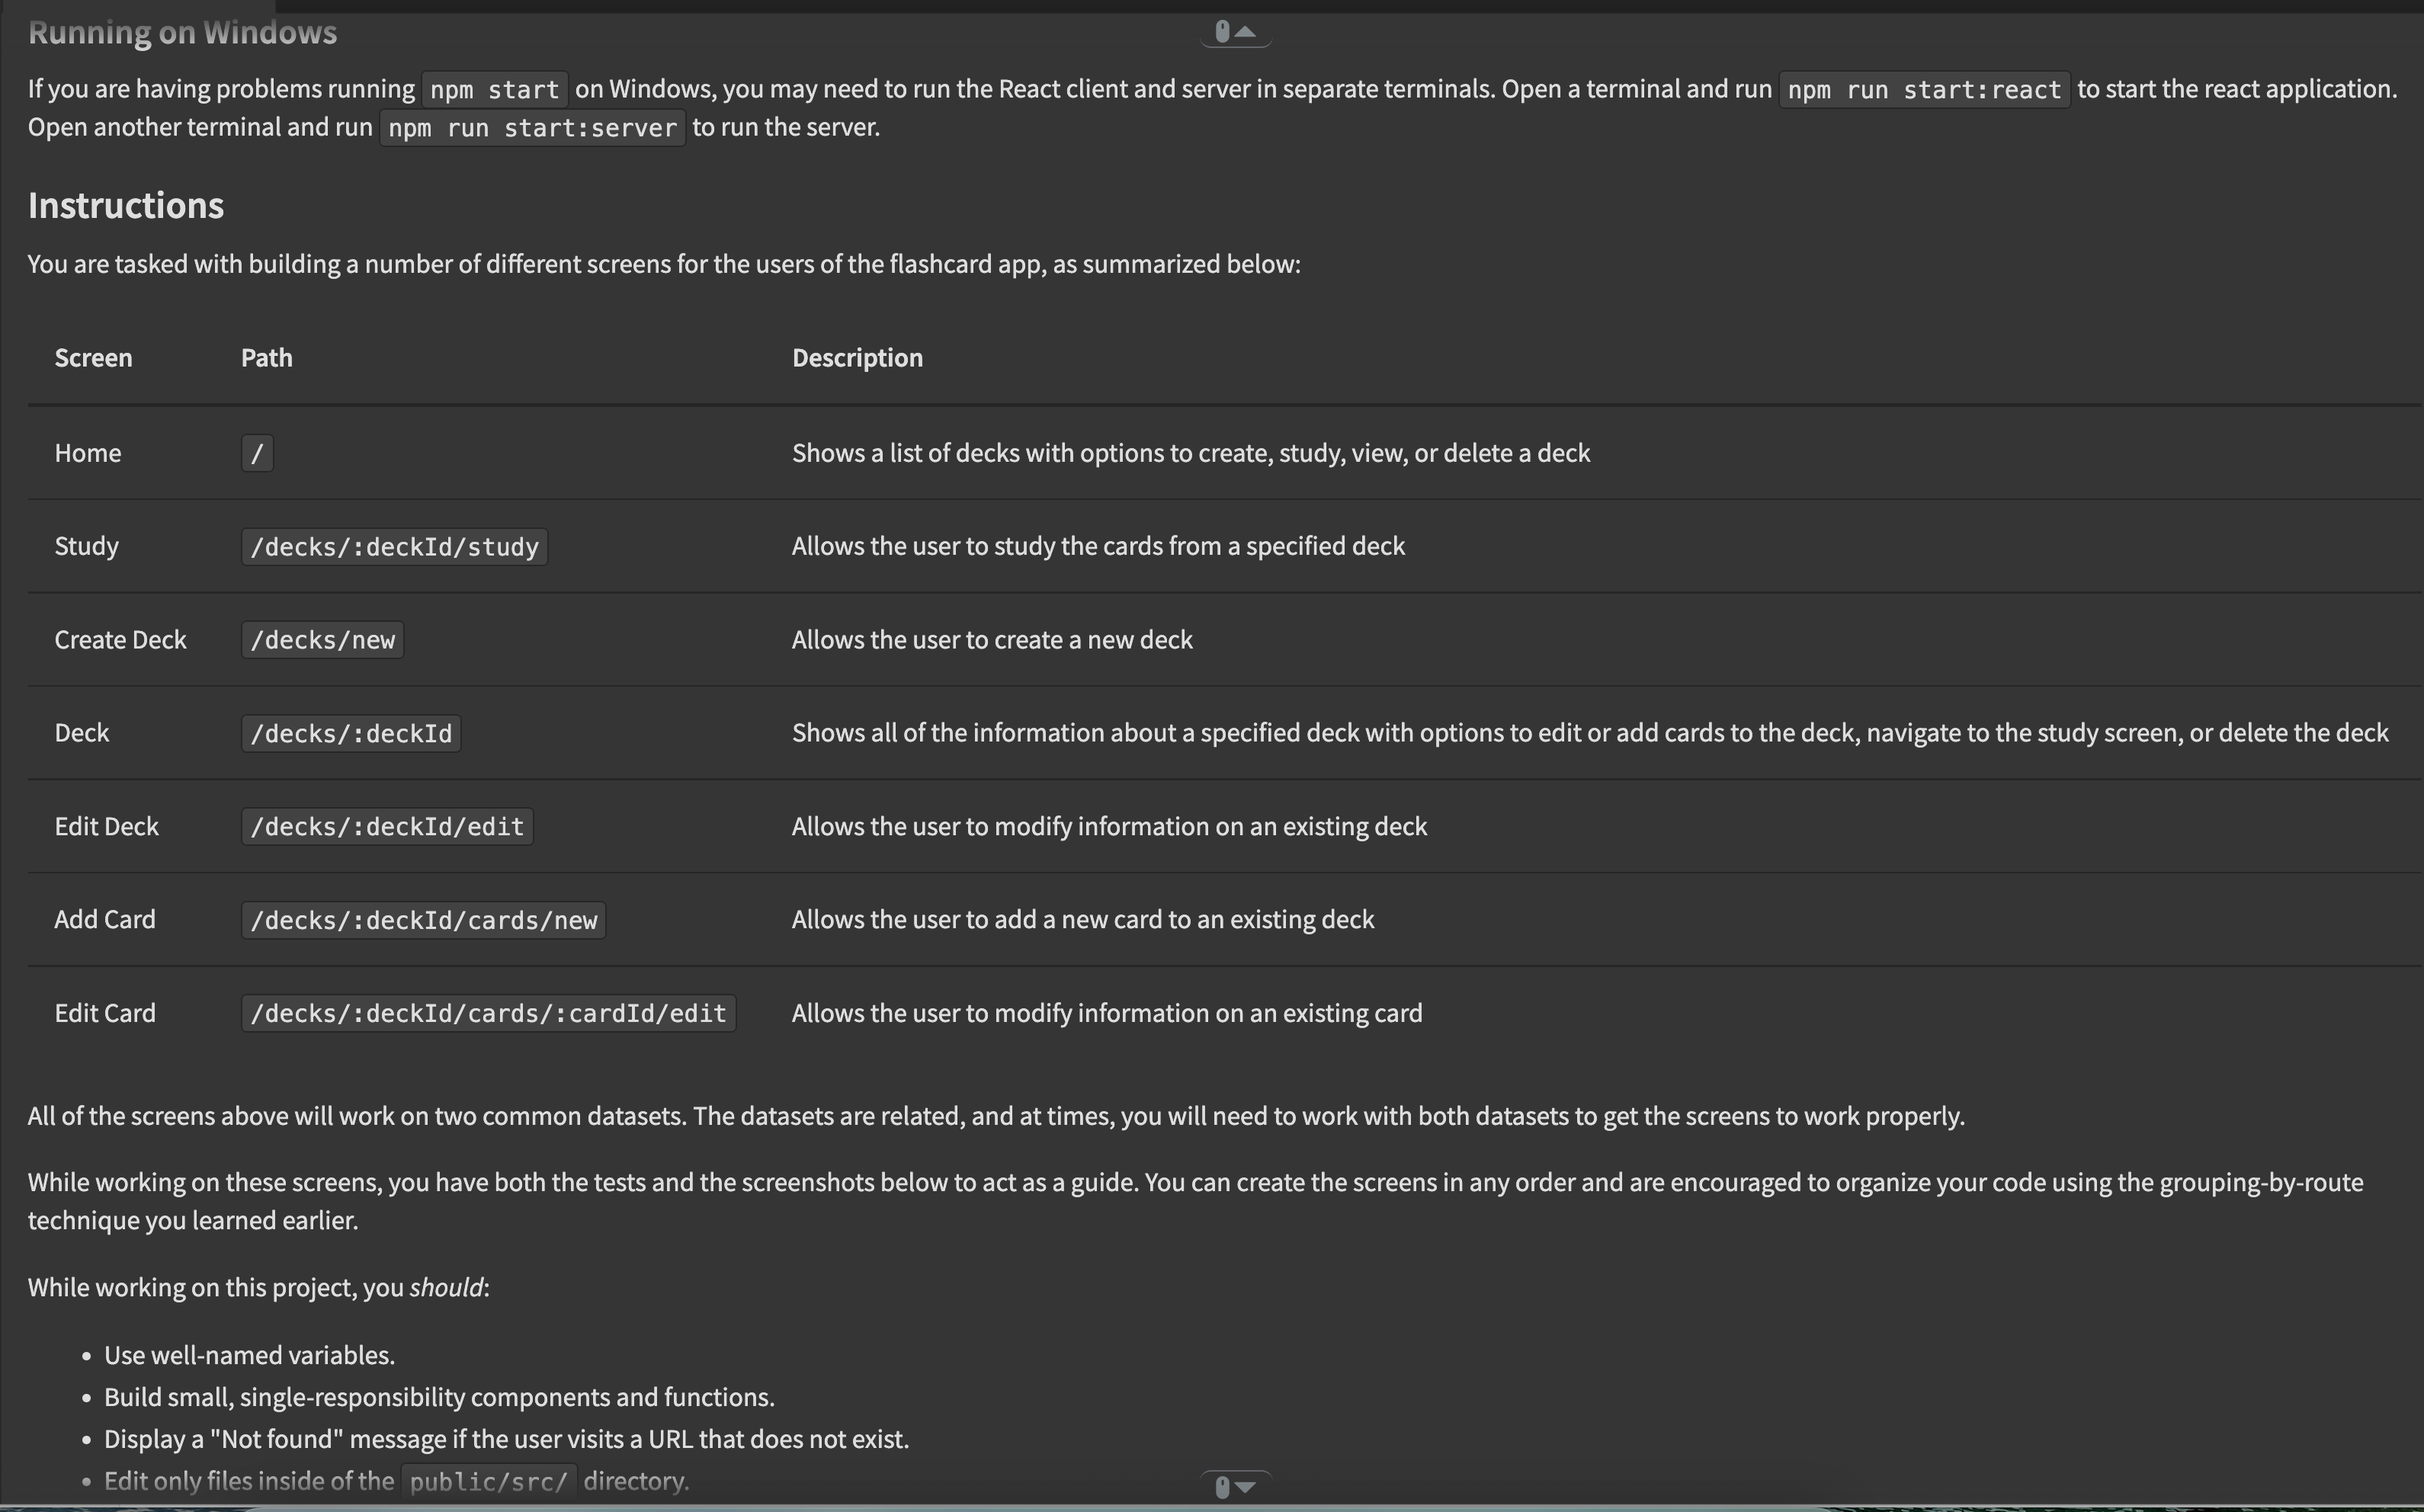 Running on Windows
If you are having problems running npm start on Windows, you may need to run the React client and server in separate terminals. Open a terminal and run npm run start:react to start the react application.
Open another terminal and run npm run start:server to run the server.
Instructions
You are tasked with building a number of different screens for the users of the flashcard app, as summarized below:
Screen Path Description
Home / Shows a list of decks with options to create, study, view, or delete a deck
Study /decks/:deckId/study Allows the user to study the cards from a specified deck
Create Deck /decks/new Allows the user to create a new deck
Deck /decks/:deckId Shows all of the information about a specified deck with options to edit or add cards to the deck, navigate to the study screen, or delete the deck
Edit Deck /decks/:deckId/edit Allows the user to modify information on an existing deck
Add Card /decks/:deckId/cards/new Allows the user to add a new card to an existing deck
Edit Card /decks/:deckId/cards/:cardId/edit Allows the user to modify information on an existing card
All of the screens above will work on two common datasets. The datasets are related, and at times, you will need to work with both datasets to get the screens to work properly.
While working on these screens, you have both the tests and the screenshots below to act as a guide. You can create the screens in any order and are encouraged to organize your code using the grouping-by-route
technique you learned earlier.
While working on this project, you should:
• Use well-named variables.
• Build small, single-responsibility components and functions.
• Display a "Not found" message if the user visits a URL that does not exist.
• Edit only files inside of the public/src/ directory.